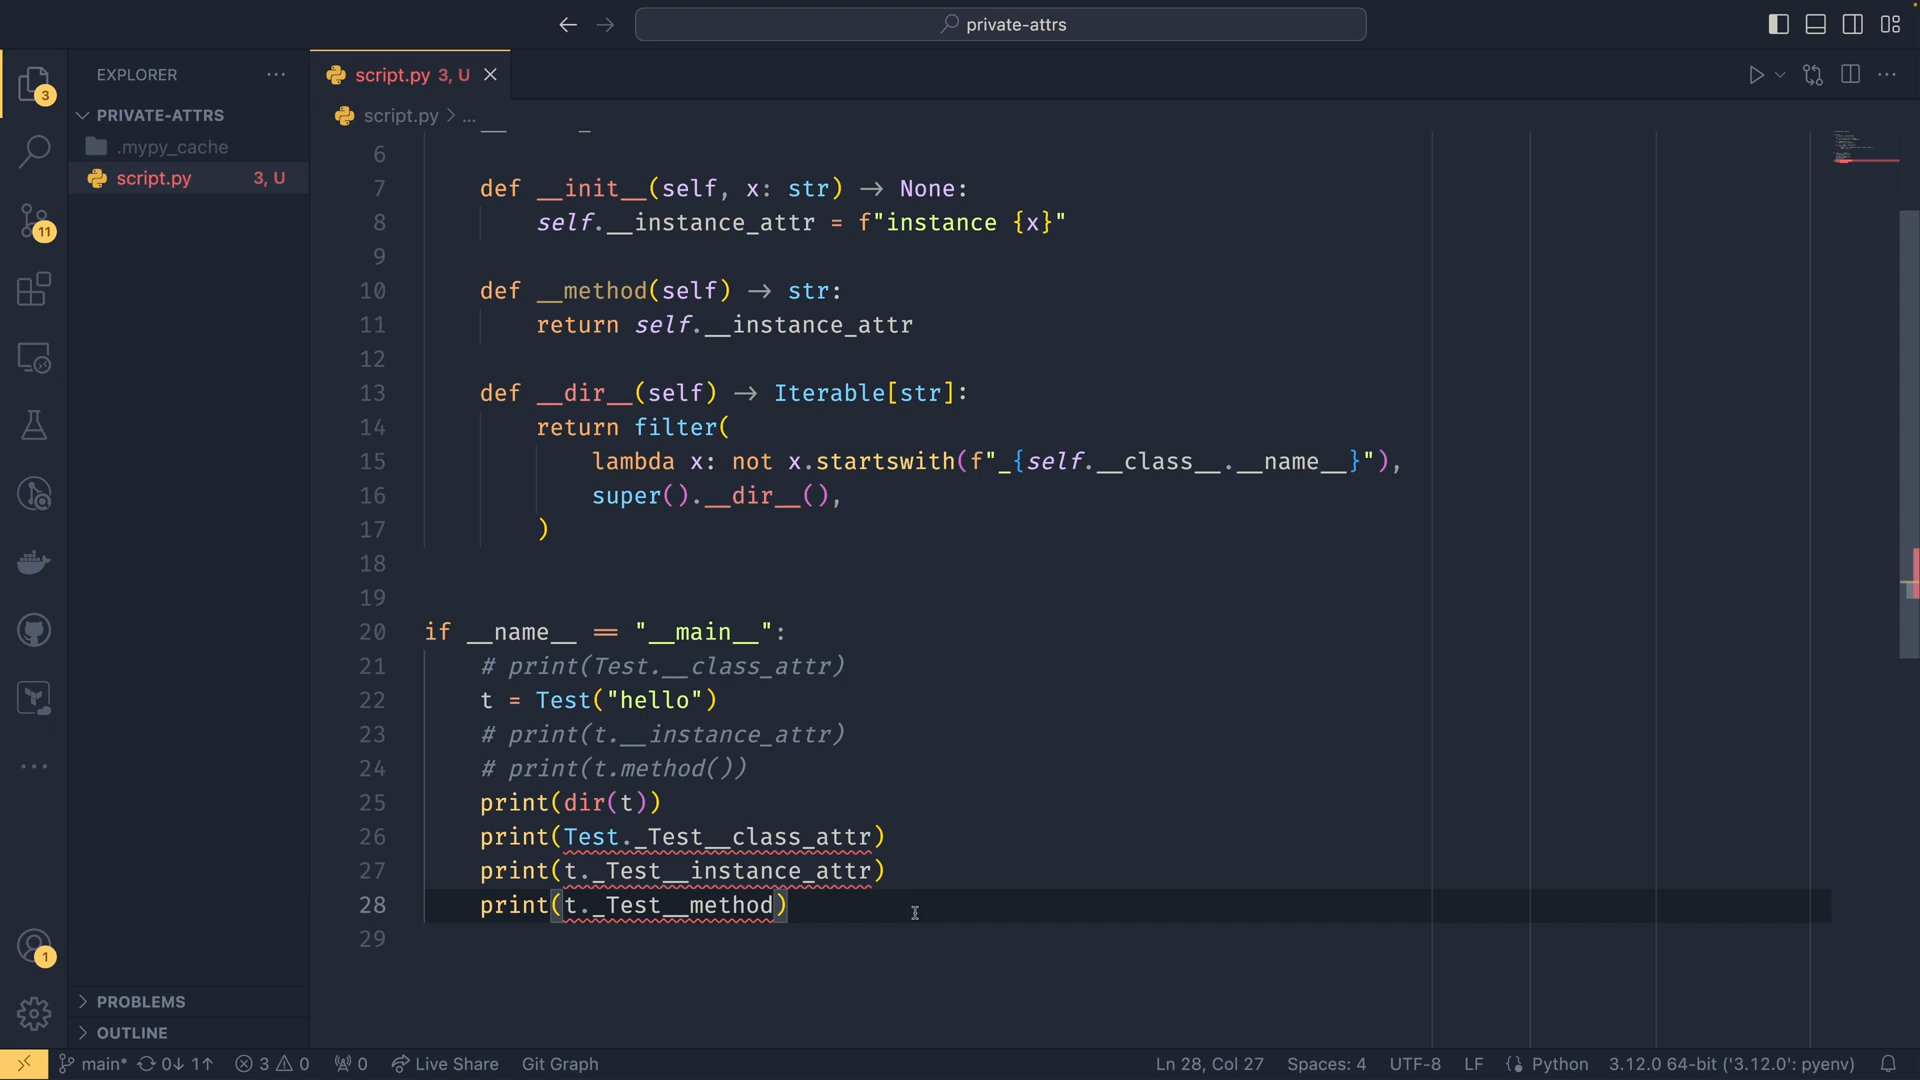 private-attrs
EXPLORER
PRIVATE-ATTRS
.mypy_cache
script.py 3, U
3
11
1
script.py 3, U
script.py > ...
6
7 def __init__(self, x: str) → None:
8 self.__instance_attr = f"instance {x}"
9
10 def __method(self) → str:
11 return self.__instance_attr
12
13 def __dir__(self) → Iterable[str]:
14 return filter(
15 lambda x: not x.startswith(f"_{self.__class__.__name__}"),
16 super().__dir__(),
17 )
18
19
20 if __name__ == "__main__":
21 # print(Test.__class_attr)
22 t = Test("hello")
23 # print(t.__instance_attr)
24 # print(t.method())
25 print(dir(t))
26 print(Test._Test__class_attr)
27 print(t._Test__instance_attr)
28 print(t._Test__method)
29
PROBLEMS
OUTLINE
main* 0↓ 1↑ 3 0 0 Live Share Git Graph Ln 28, Col 27 Spaces: 4 UTF-8 LF Python 3.12.0 64-bit ('3.12.0': pyenv)